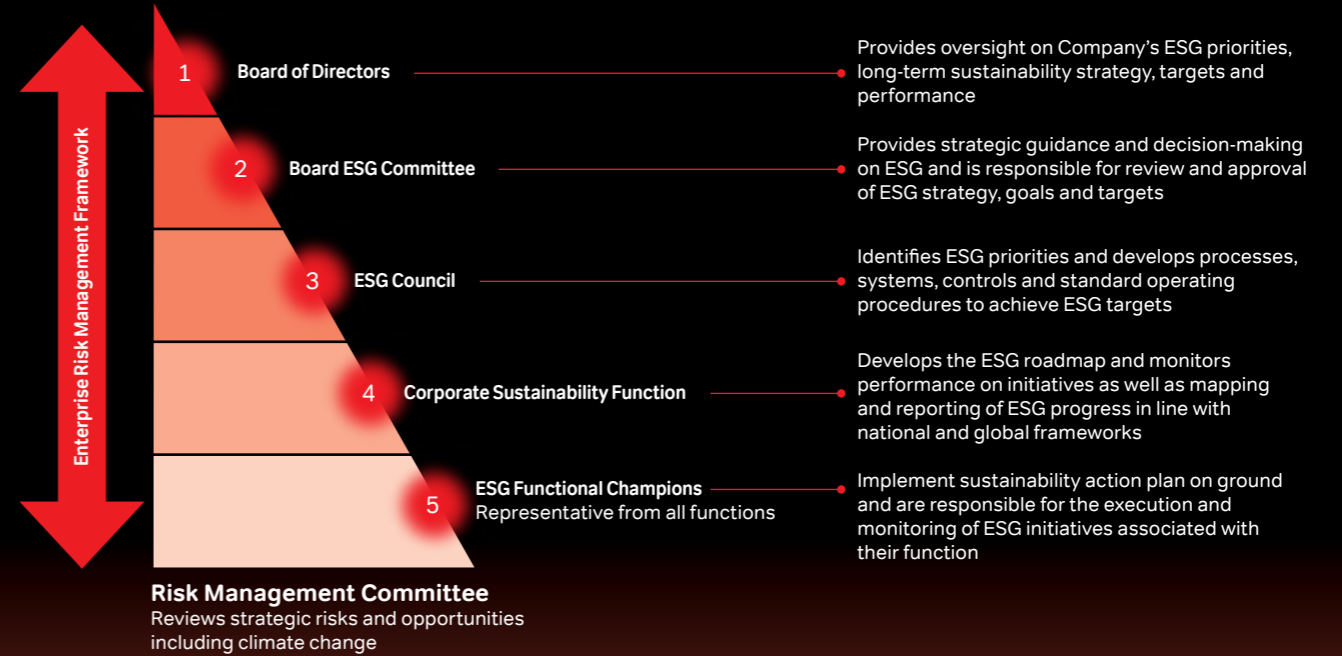 Enterprise Risk Management Framework
1
Board of Directors
Provides oversight on Company’s ESG priorities,
long-term sustainability strategy, targets and
performance
2
Board ESG Committee
Provides strategic guidance and decision-making
on ESG and is responsible for review and approval
of ESG strategy, goals and targets
3
ESG Council
Identifies ESG priorities and develops processes,
systems, controls and standard operating
procedures to achieve ESG targets
4
Corporate Sustainability Function
Develops the ESG roadmap and monitors
performance on initiatives as well as mapping
and reporting of ESG progress in line with
national and global frameworks
5
ESG Functional Champions
Representative from all functions
Implement sustainability action plan on ground
and are responsible for the execution and
monitoring of ESG initiatives associated with
their function
Risk Management Committee
Reviews strategic risks and opportunities
including climate change